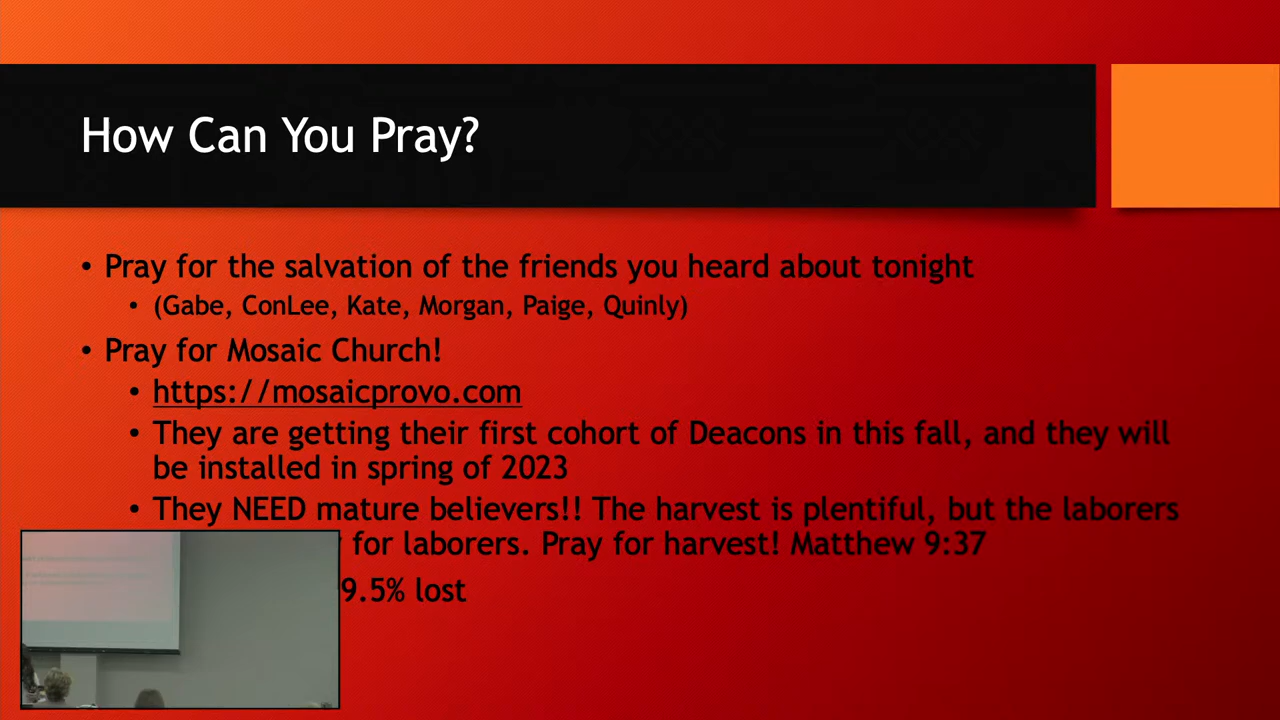 How Can You Pray?
• Pray for the salvation of the friends you heard about tonight
• (Gabe, ConLee, Kate, Morgan, Paige, Quinly)
• Pray for Mosaic Church!
• https://mosaicprovo.com
• They are getting their first cohort of Deacons in this fall, and they will
be installed in spring of 2023
• They NEED mature believers!! The harvest is plentiful, but the laborers
for laborers. Pray for harvest! Matthew 9:37
9.5% lost